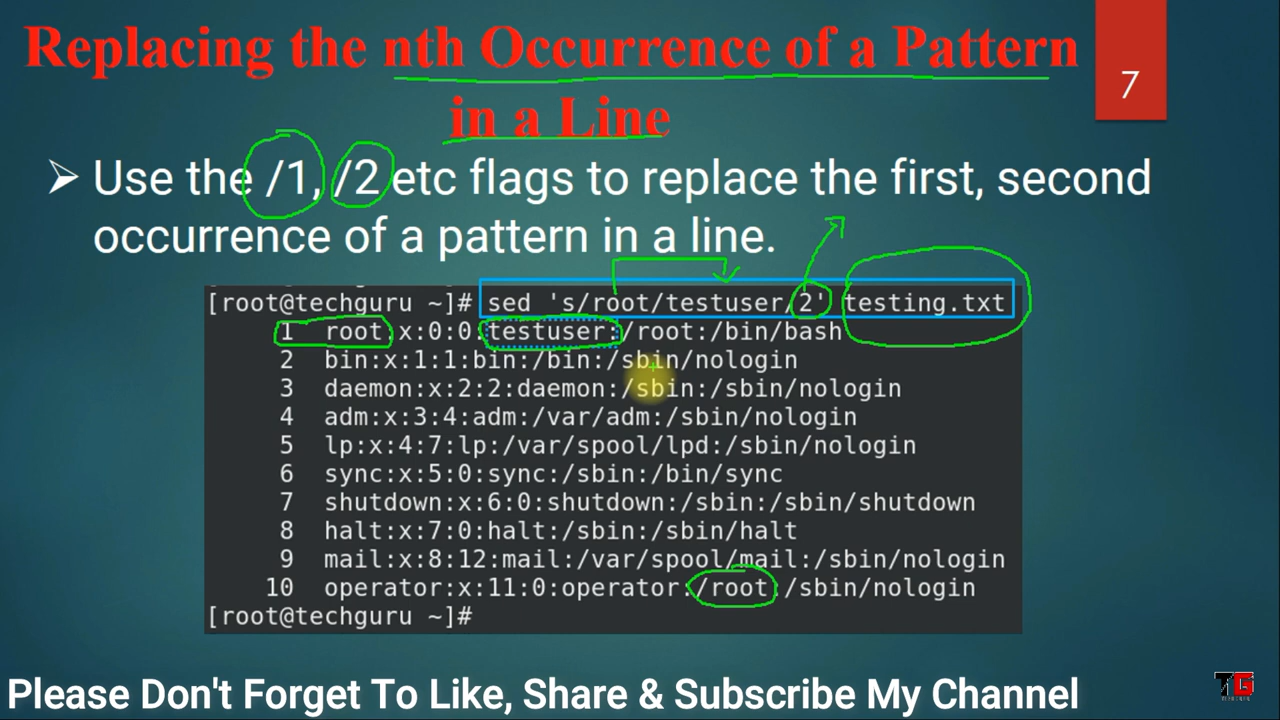 Replacing the nth Occurrence of a Pattern
in a Line
7
➢ Use the /1, /2 etc flags to replace the first, second
occurrence of a pattern in a line.
[root@techguru ~]# sed 's/root/testuser/2' testing.txt
1 root:x:0:0:testuser:/root:/bin/bash
2 bin:x:1:1:bin:/bin:/sbin/nologin
3 daemon:x:2:2:daemon:/sbin:/sbin/nologin
4 adm:x:3:4:adm:/var/adm:/sbin/nologin
5 lp:x:4:7:lp:/var/spool/lpd:/sbin/nologin
6 sync:x:5:0:sync:/sbin:/bin/sync
7 shutdown:x:6:0:shutdown:/sbin:/sbin/shutdown
8 halt:x:7:0:halt:/sbin:/sbin/halt
9 mail:x:8:12:mail:/var/spool/mail:/sbin/nologin
10 operator:x:11:0:operator:/root:/sbin/nologin
[root@techguru ~]#
Please Don't Forget To Like, Share & Subscribe My Channel
TG